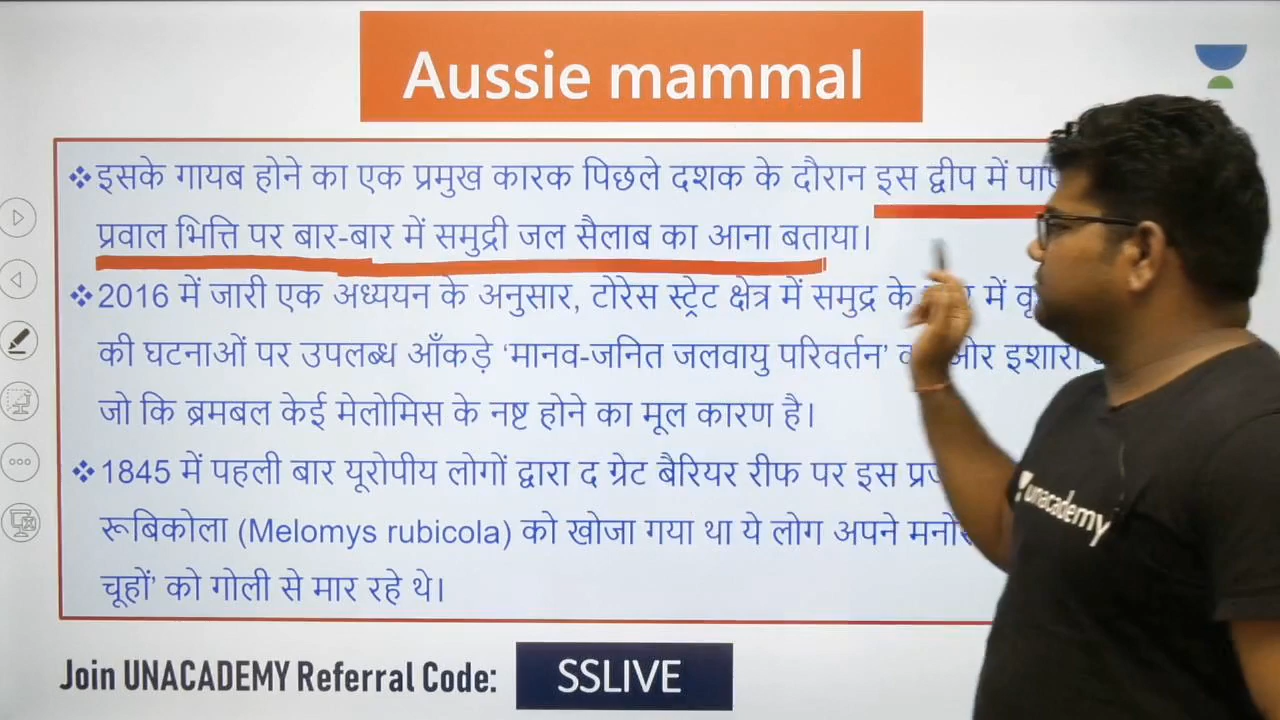 Aussie mammal
❖इसके गायब होने का एक प्रमुख कारक पिछले दशक के दौरान इस द्वीप में
प्रवाल भित्ति पर बार-बार में समुद्री जल सैलाब का आना बताया।
❖2016 में जारी एक अध्ययन के अनुसार, टोरेस स्ट्रेट क्षेत्र में समुद्र के में
की घटनाओं पर उपलब्ध आँकड़े ‘मानव-जनित जलवायु परिवर्तन’ ओर इशारा
जो कि ब्रमबल केई मेलोमिस के नष्ट होने का मूल कारण है।
❖1845 में पहली बार यूरोपीय लोगों द्वारा द ग्रेट बैरियर रीफ पर इस
रूबिकोला (Melomys rubicola) को खोजा गया था ये लोग अपने
चूहों’ को गोली से मार रहे थे।
unacademy
Join UNACADEMY Referral Code:
SSLIVE